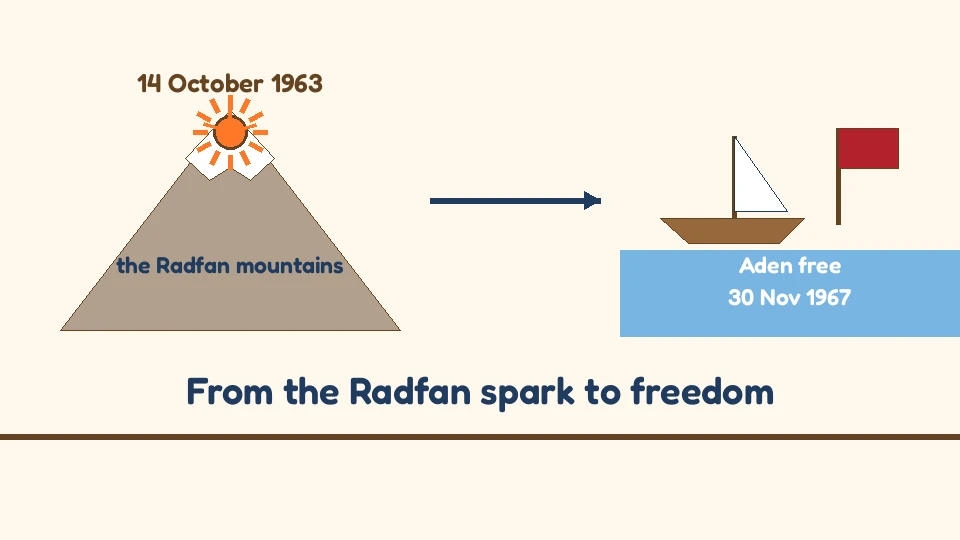 14 October 1963
the Radfan mountains
Aden free
30 Nov 1967
From the Radfan spark to freedom